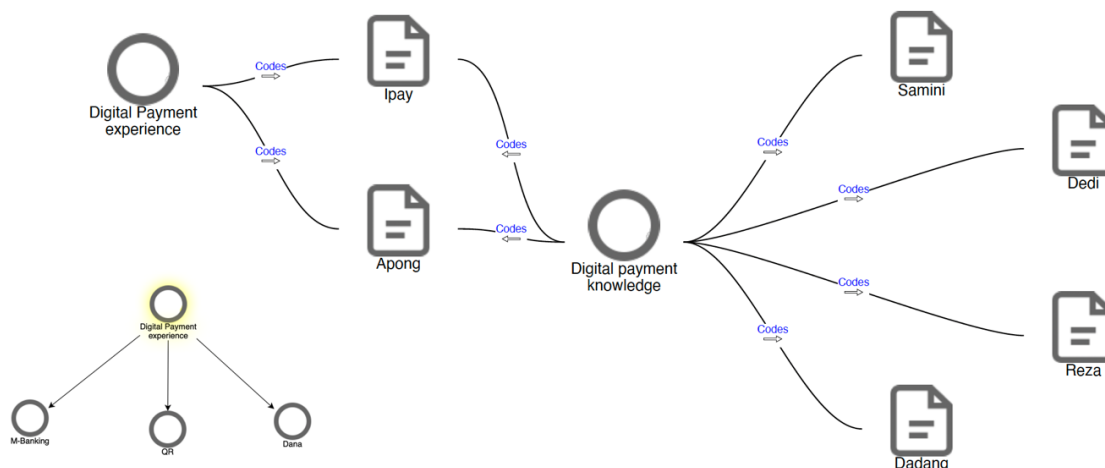 Digital Payment
experience
Codes
Codes
Ipay
Apong
Codes
Codes
Digital payment
knowledge
Codes
Codes
Codes
Codes
Samini
Dedi
Reza
Dadang
Digital Payment
experience
M-Banking
QR
Dana